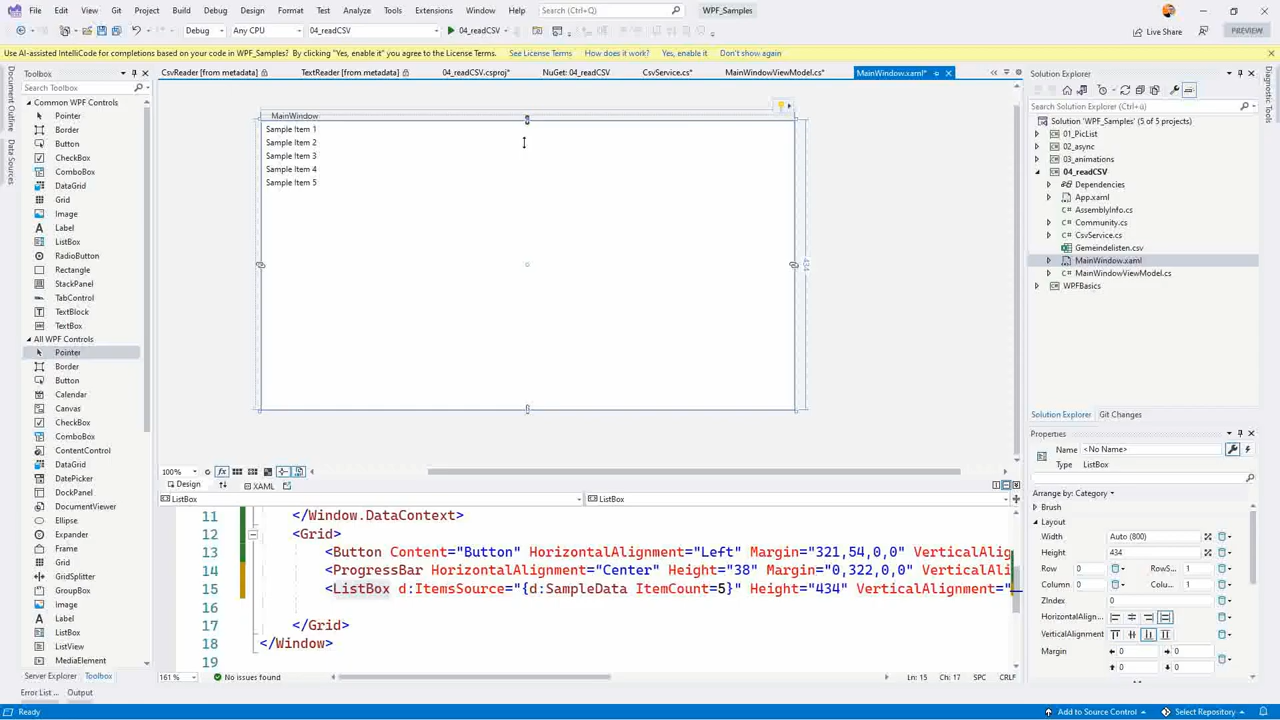 File Edit View Git Project Build Debug Design Format Test Analyze Tools Extensions Window Help Search (Ctrl+Q) WPF_Samples
Debug Any CPU 04_readCSV 04_readCSV Live Share PREVIEW
Use AI-assisted IntelliCode for completions based on your code in WPF_Samples? By clicking "Yes, enable it" you agree to the License Terms. See License Terms How does it work? Yes, enable it Don't show again
Document Outline
Data Sources
Toolbox
Search Toolbox
Common WPF Controls
Pointer
Border
Button
CheckBox
ComboBox
DataGrid
Grid
Image
Label
ListBox
RadioButton
Rectangle
StackPanel
TabControl
TextBlock
TextBox
All WPF Controls
Pointer
Border
Button
Calendar
Canvas
CheckBox
ComboBox
ContentControl
DataGrid
DatePicker
DockPanel
DocumentViewer
Ellipse
Expander
Frame
Grid
GridSplitter
GroupBox
Image
Label
ListBox
ListView
MediaElement
Server Explorer Toolbox
Error List ... Output
CsvReader [from metadata] TextReader [from metadata] 04_readCSV.csproj* NuGet: 04_readCSV CsvService.cs* MainWindowViewModel.cs* MainWindow.xaml*
MainWindow
Sample Item 1
Sample Item 2
Sample Item 3
Sample Item 4
Sample Item 5
434
100% fx
Design XAML
ListBox ListBox
11 </Window.DataContext>
12 <Grid>
13 <Button Content="Button" HorizontalAlignment="Left" Margin="321,54,0,0" VerticalAlig
14 <ProgressBar HorizontalAlignment="Center" Height="38" Margin="0,322,0,0" VerticalAli
15 <ListBox d:ItemsSource="{d:SampleData ItemCount=5}" Height="434" VerticalAlignment="
16
17 </Grid>
18 </Window>
19
161 % No issues found Ln: 15 Ch: 17 SPC CRLF
Solution Explorer
Search Solution Explorer (Ctrl+ü)
Solution 'WPF_Samples' (5 of 5 projects)
01_PicList
02_async
03_animations
04_readCSV
Dependencies
App.xaml
AssemblyInfo.cs
Community.cs
CsvService.cs
Gemeindelisten.csv
MainWindow.xaml
MainWindowViewModel.cs
WPFBasics
Solution Explorer Git Changes
Properties
Name <No Name>
Type ListBox
Arrange by: Category
Brush
Layout
Width Auto (800)
Height 434
Row 0 RowS... 1
Column 0 Colu... 1
ZIndex 0
HorizontalAlign...
VerticalAlignment
Margin 0 0
0 0
Ready Add to Source Control Select Repository